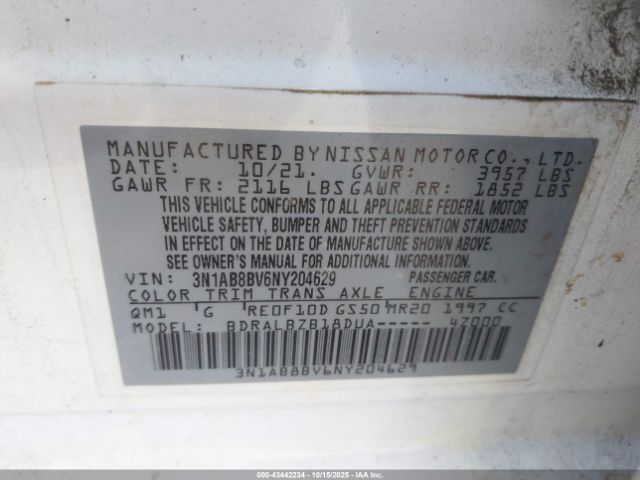 MANUFACTURED BY NISSAN MOTOR CO., LTD.
DATE: 10/21. GVWR: 3957 LBS
GAWR FR: 2116 LBS GAWR RR: 1852 LBS
THIS VEHICLE CONFORMS TO ALL APPLICABLE FEDERAL MOTOR
VEHICLE SAFETY, BUMPER, AND THEFT PREVENTION STANDARDS
IN EFFECT ON THE DATE OF MANUFACTURE SHOWN ABOVE.
SEE OWNER'S MANUAL FOR ADDITIONAL INFORMATION.
VIN: 3N1AB8BV6NY204629 PASSENGER CAR.
COLOR TRIM TRANS AXLE ENGINE
QM1 'G 'RE0F10D GS50'MR20 1997 CC
MODEL: BDRALBZB18DUA----- 4Z000
3N1AB8BV6NY204629
000-43442234 - 10/15/2025 - IAA Inc.